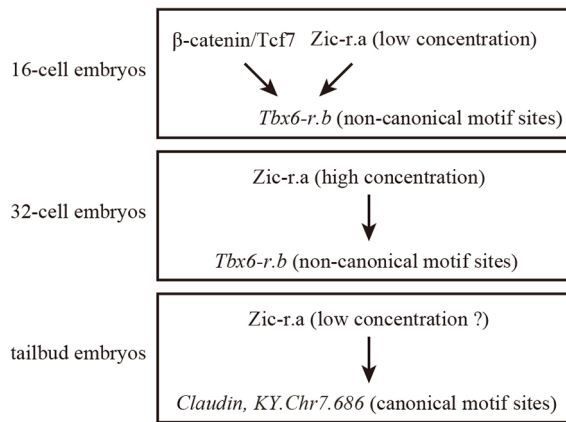 16-cell embryos
β-catenin/Tcf7 Zic-r.a (low concentration)
Tbx6-r.b (non-canonical motif sites)
32-cell embryos
Zic-r.a (high concentration)
Tbx6-r.b (non-canonical motif sites)
tailbud embryos
Zic-r.a (low concentration ?)
Claudin, KY.Chr7.686 (canonical motif sites)